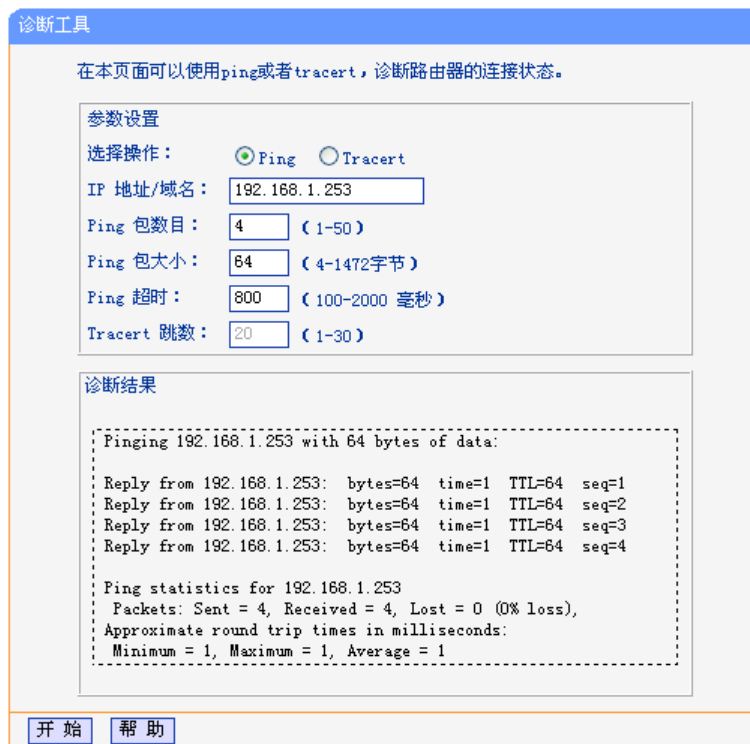 诊断工具
在本页面可以使用ping或者tracert，诊断路由器的连接状态。
参数设置
选择操作： Ping Tracert
IP 地址/域名： 192.168.1.253
Ping 包数目： 4 （1-50）
Ping 包大小： 64 （4-1472字节）
Ping 超时： 800 （100-2000 毫秒）
Tracert 跳数： 20 （1-30）
诊断结果
Pinging 192.168.1.253 with 64 bytes of data:
Reply from 192.168.1.253: bytes=64 time=1 TTL=64 seq=1
Reply from 192.168.1.253: bytes=64 time=1 TTL=64 seq=2
Reply from 192.168.1.253: bytes=64 time=1 TTL=64 seq=3
Reply from 192.168.1.253: bytes=64 time=1 TTL=64 seq=4
Ping statistics for 192.168.1.253
Packets: Sent = 4, Received = 4, Lost = 0 (0% loss),
Approximate round trip times in milliseconds:
Minimum = 1, Maximum = 1, Average = 1
开 始 帮 助